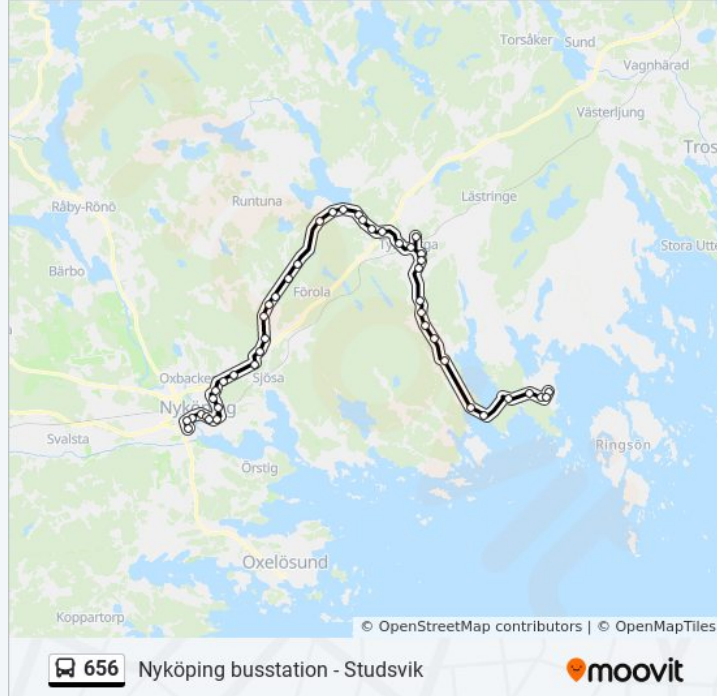 Torsåker Sund
Vagnhärad
Västerljung
Tros
Lästringe
Runtuna
Råby-Rönö
Stora Utte
Bärbo
Förola
Oxbacke
Sjösa
Nyköping
Svalsta
Ringsön
Örstig
Oxelösund
Koppartorp
© OpenStreetMap contributors | © OpenMapTiles
656 Nyköping busstation - Studsvik moovit